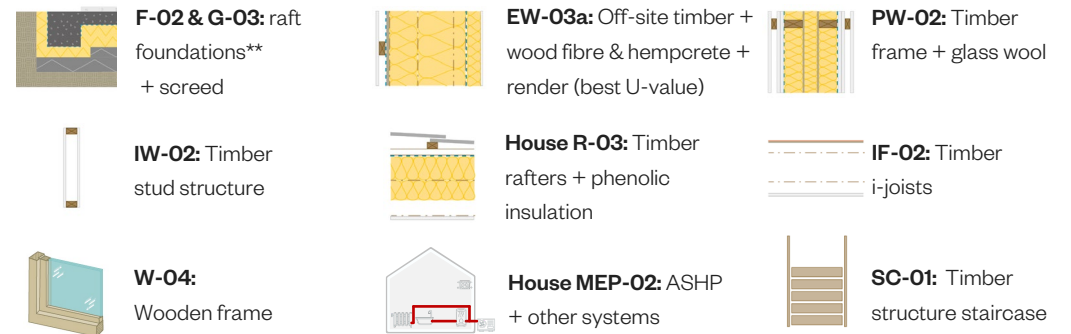 F-02 & G-03: raft
foundations**
+ screed
EW-03a: Off-site timber +
wood fibre & hempcrete +
render (best U-value)
PW-02: Timber
frame + glass wool
IW-02: Timber
stud structure
House R-03: Timber
rafters + phenolic
insulation
IF-02: Timber
i-joists
W-04:
Wooden frame
House MEP-02: ASHP
+ other systems
SC-01: Timber
structure staircase